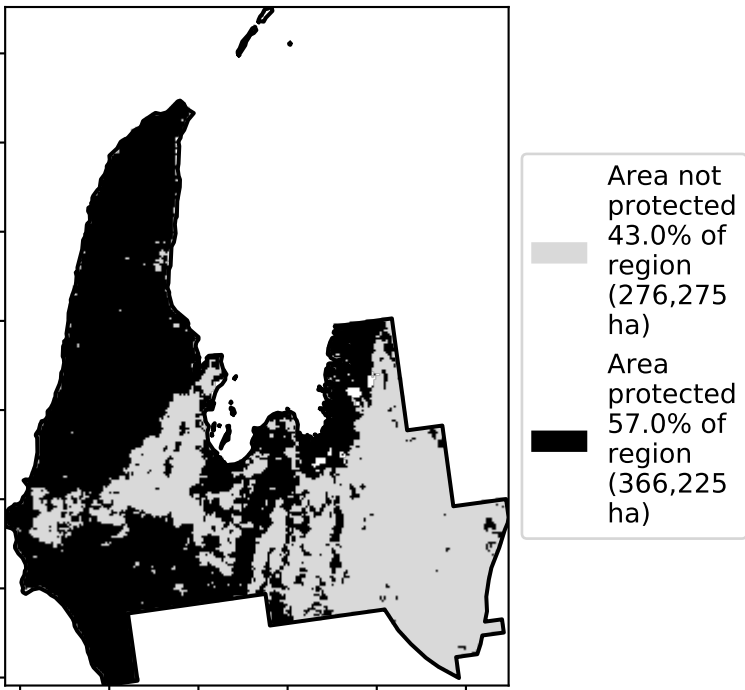 Area not
protected
43.0% of
region
(276,275
ha)
Area
protected
57.0% of
region
(366,225
ha)